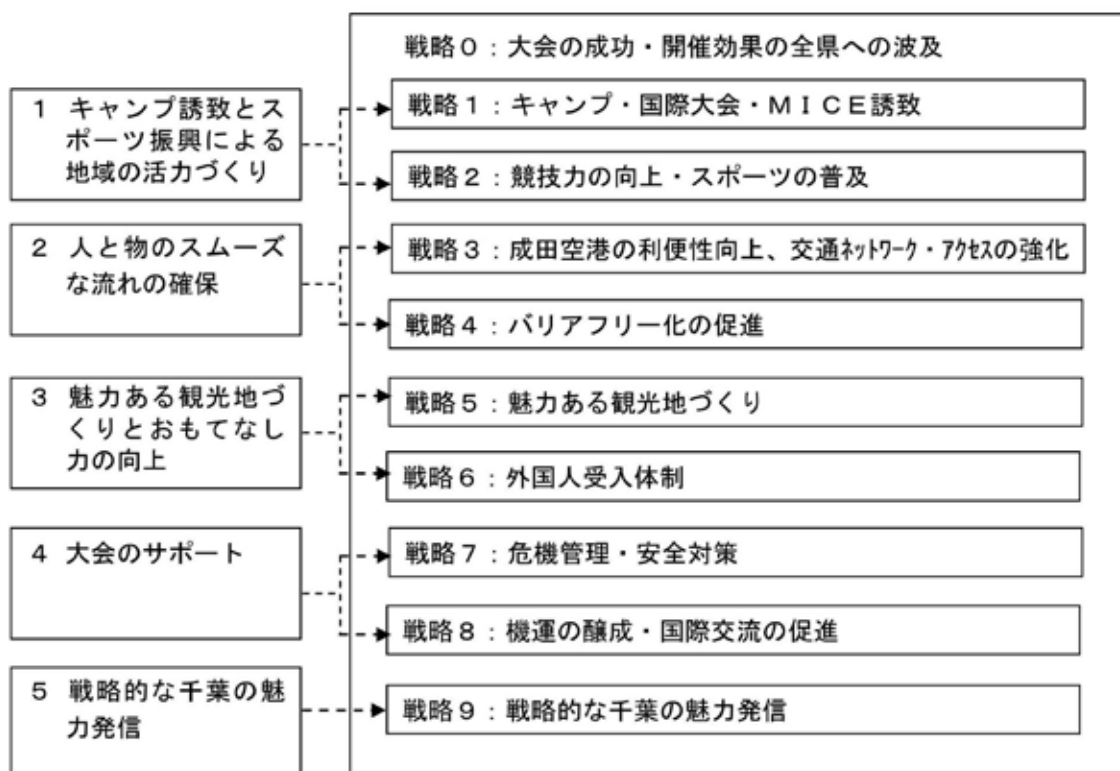 戦略０：大会の成功・開催効果の全県への波及
１ キャンプ誘致とス
ポーツ振興による
地域の活力づくり
戦略１：キャンプ・国際大会・ＭＩＣＥ誘致
戦略２：競技力の向上・スポーツの普及
２ 人と物のスムーズ
な流れの確保
戦略３：成田空港の利便性向上、交通ﾈｯﾄﾜｰｸ・ｱｸｾｽの強化
戦略４：バリアフリー化の促進
３ 魅力ある観光地づ
くりとおもてなし
力の向上
戦略５：魅力ある観光地づくり
戦略６：外国人受入体制
４ 大会のサポート
戦略７：危機管理・安全対策
戦略８：機運の醸成・国際交流の促進
５ 戦略的な千葉の魅
力発信
戦略９：戦略的な千葉の魅力発信